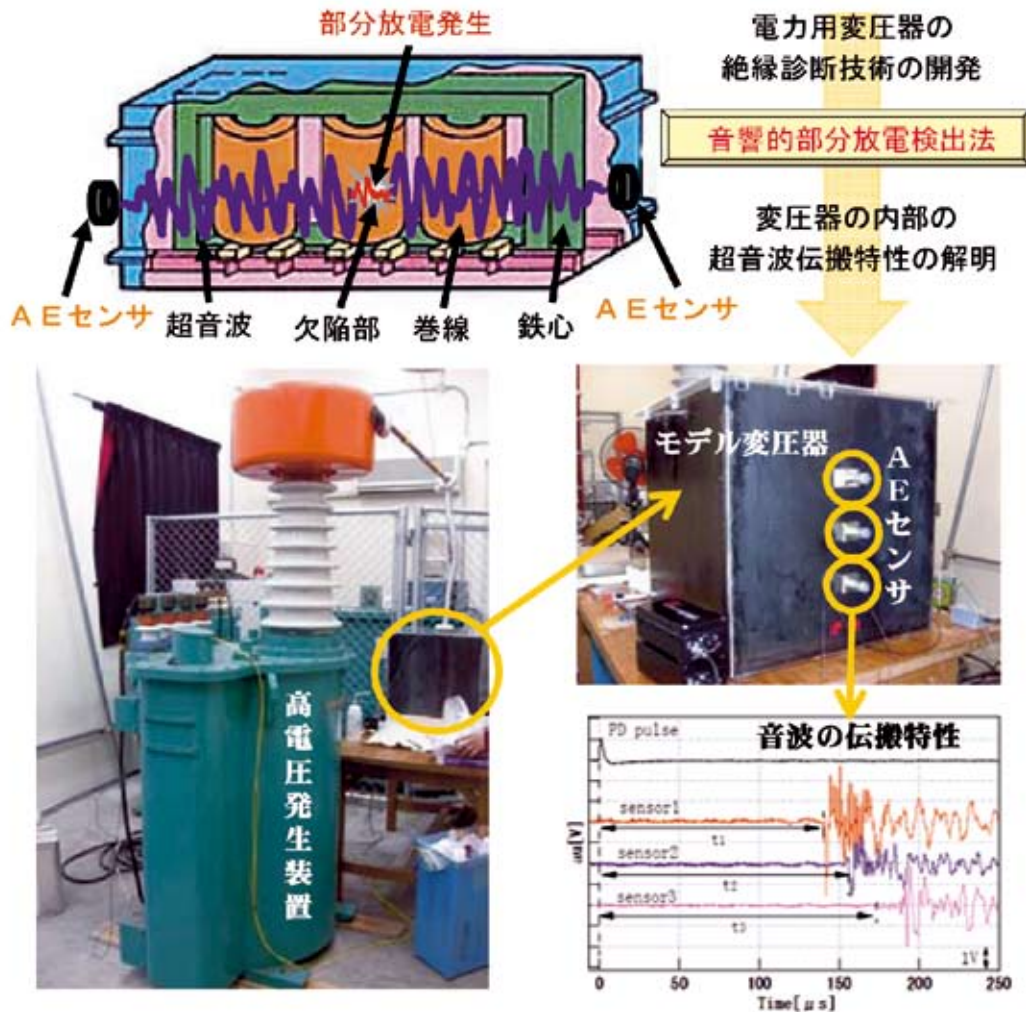 部分放電発生
電力用変圧器の
絶縁診断技術の開発
音響的部分放電検出法
変圧器の内部の
超音波伝搬特性の解明
ＡＥセンサ
超音波
欠陥部
巻線
鉄心
ＡＥセンサ
高電圧発生装置
モデル変圧器
AEセンサ
音波の伝搬特性
PD pulse
sensor1
t1
sensor2
t2
sensor3
t3
1V
au[V]
0 50 100 150 200 250
Time[μs]